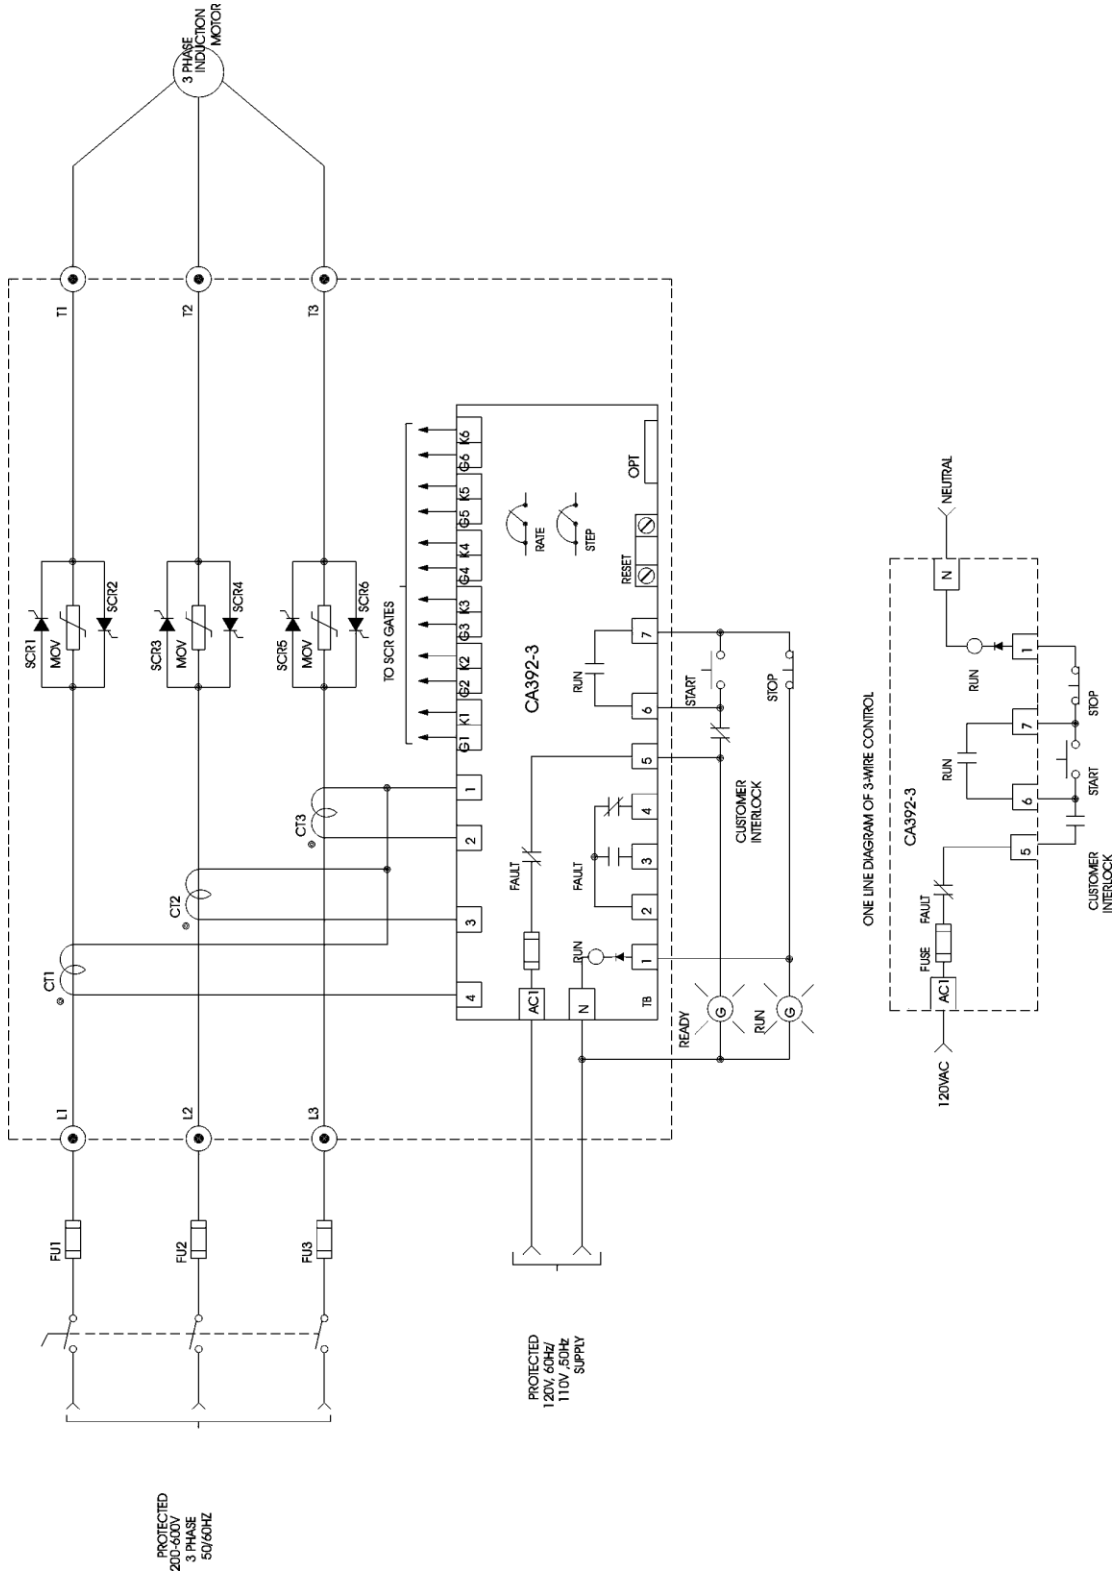 3 PHASE
INDUCTION
MOTOR
T1
T2
T3
SCR1
MOV
SCR2
SCR3
MOV
SCR4
SCR5
MOV
SCR6
TO SCR GATES
G1
K1
G2
K2
G3
K3
G4
K4
G5
K5
G6
K6
CT1
CT2
CT3
4
3
2
1
CA392-3
RATE
STEP
OPT
RESET
AC1
N
TB
FAULT
RUN
FAULT
RUN
1
2
3
4
5
6
7
START
STOP
CUSTOMER
INTERLOCK
READY
G
RUN
G
L1
L2
L3
FU1
FU2
FU3
PROTECTED
200-600V
3 PHASE
50/60HZ
PROTECTED
120V, 60Hz/
110V ,50Hz
SUPPLY
ONE LINE DIAGRAM OF 3-WIRE CONTROL
CA392-3
120VAC
AC1
FUSE
FAULT
5
6
RUN
7
RUN
1
N
NEUTRAL
CUSTOMER
INTERLOCK
START
STOP